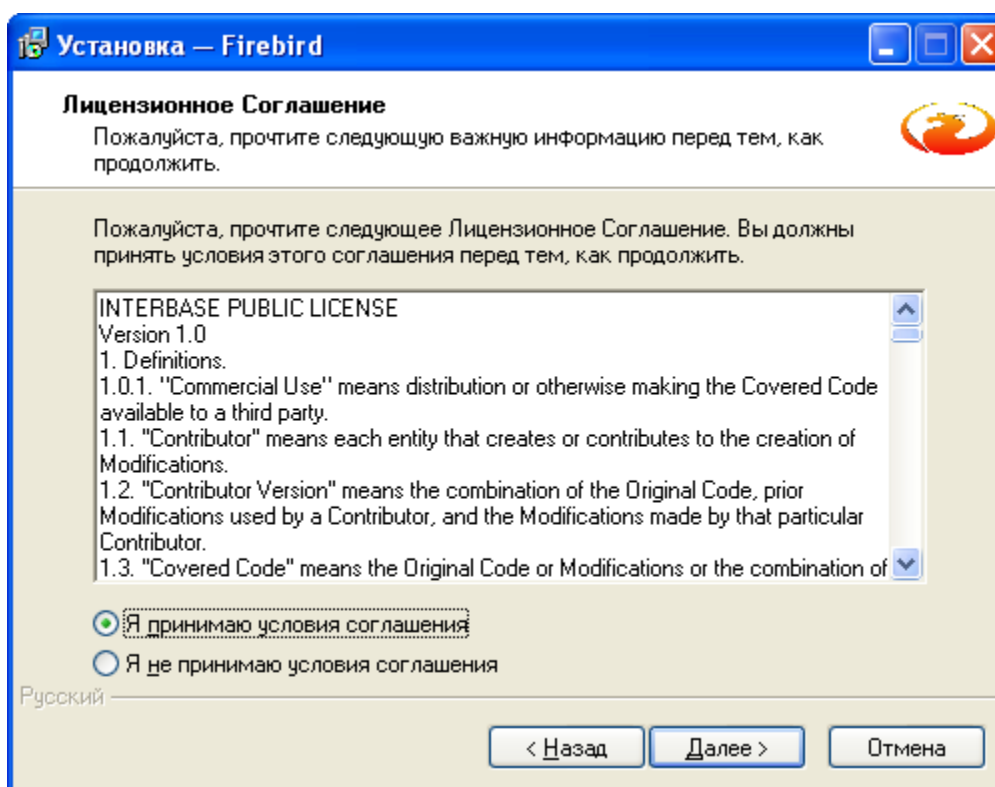 Установка — Firebird
Лицензионное Соглашение
Пожалуйста, прочтите следующую важную информацию перед тем, как
продолжить.
Пожалуйста, прочтите следующее Лицензионное Соглашение. Вы должны
принять условия этого соглашения перед тем, как продолжить.
INTERBASE PUBLIC LICENSE
Version 1.0
1. Definitions.
1.0.1. "Commercial Use" means distribution or otherwise making the Covered Code
available to a third party.
1.1. "Contributor" means each entity that creates or contributes to the creation of
Modifications.
1.2. "Contributor Version" means the combination of the Original Code, prior
Modifications used by a Contributor, and the Modifications made by that particular
Contributor.
1.3. "Covered Code" means the Original Code or Modifications or the combination of
Я принимаю условия соглашения
Я не принимаю условия соглашения
Русский
< Назад
Далее >
Отмена